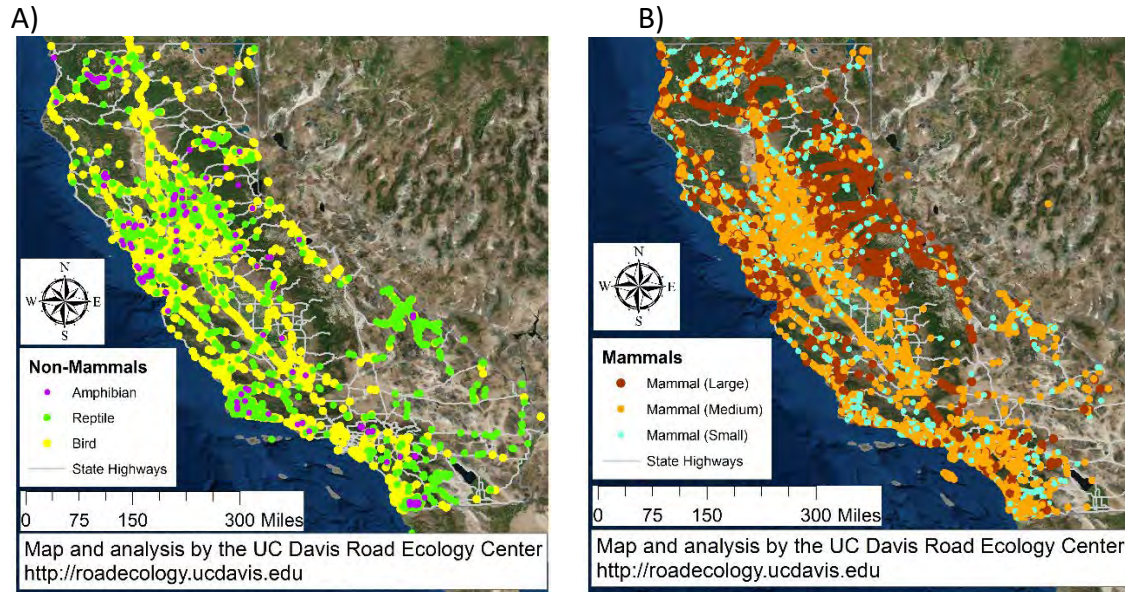 A)
N
W E
S
Non-Mammals
Amphibian
Reptile
Bird
State Highways
0 75 150 300 Miles
Map and analysis by the UC Davis Road Ecology Center
http://roadecology.ucdavis.edu
B)
N
W E
S
Mammals
Mammal (Large)
Mammal (Medium)
Mammal (Small)
State Highways
0 75 150 300 Miles
Map and analysis by the UC Davis Road Ecology Center
http://roadecology.ucdavis.edu